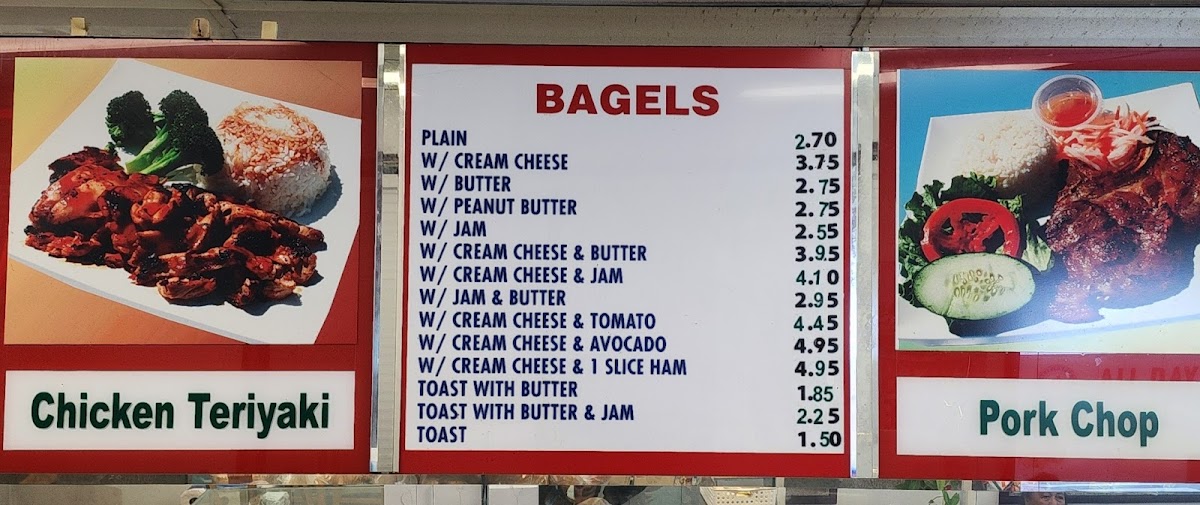 BAGELS
PLAIN 2.70
W/ CREAM CHEESE 3.75
W/ BUTTER 2.75
W/ PEANUT BUTTER 2.75
W/ JAM 2.55
W/ CREAM CHEESE & BUTTER 3.95
W/ CREAM CHEESE & JAM 4.10
W/ JAM & BUTTER 2.95
W/ CREAM CHEESE & TOMATO 4.45
W/ CREAM CHEESE & AVOCADO 4.95
W/ CREAM CHEESE & 1 SLICE HAM 4.95
TOAST WITH BUTTER 1.85
TOAST WITH BUTTER & JAM 2.25
TOAST 1.50
Chicken Teriyaki
Pork Chop
ALL DAY